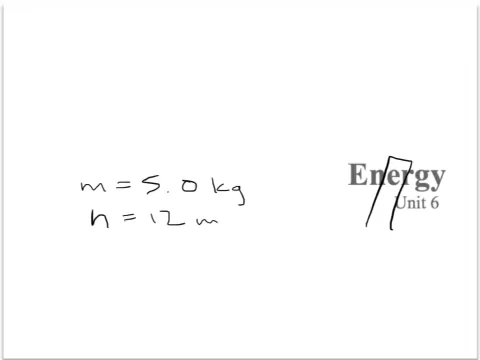 Energy
Unit 6
m = 5.0 kg
h = 12 m